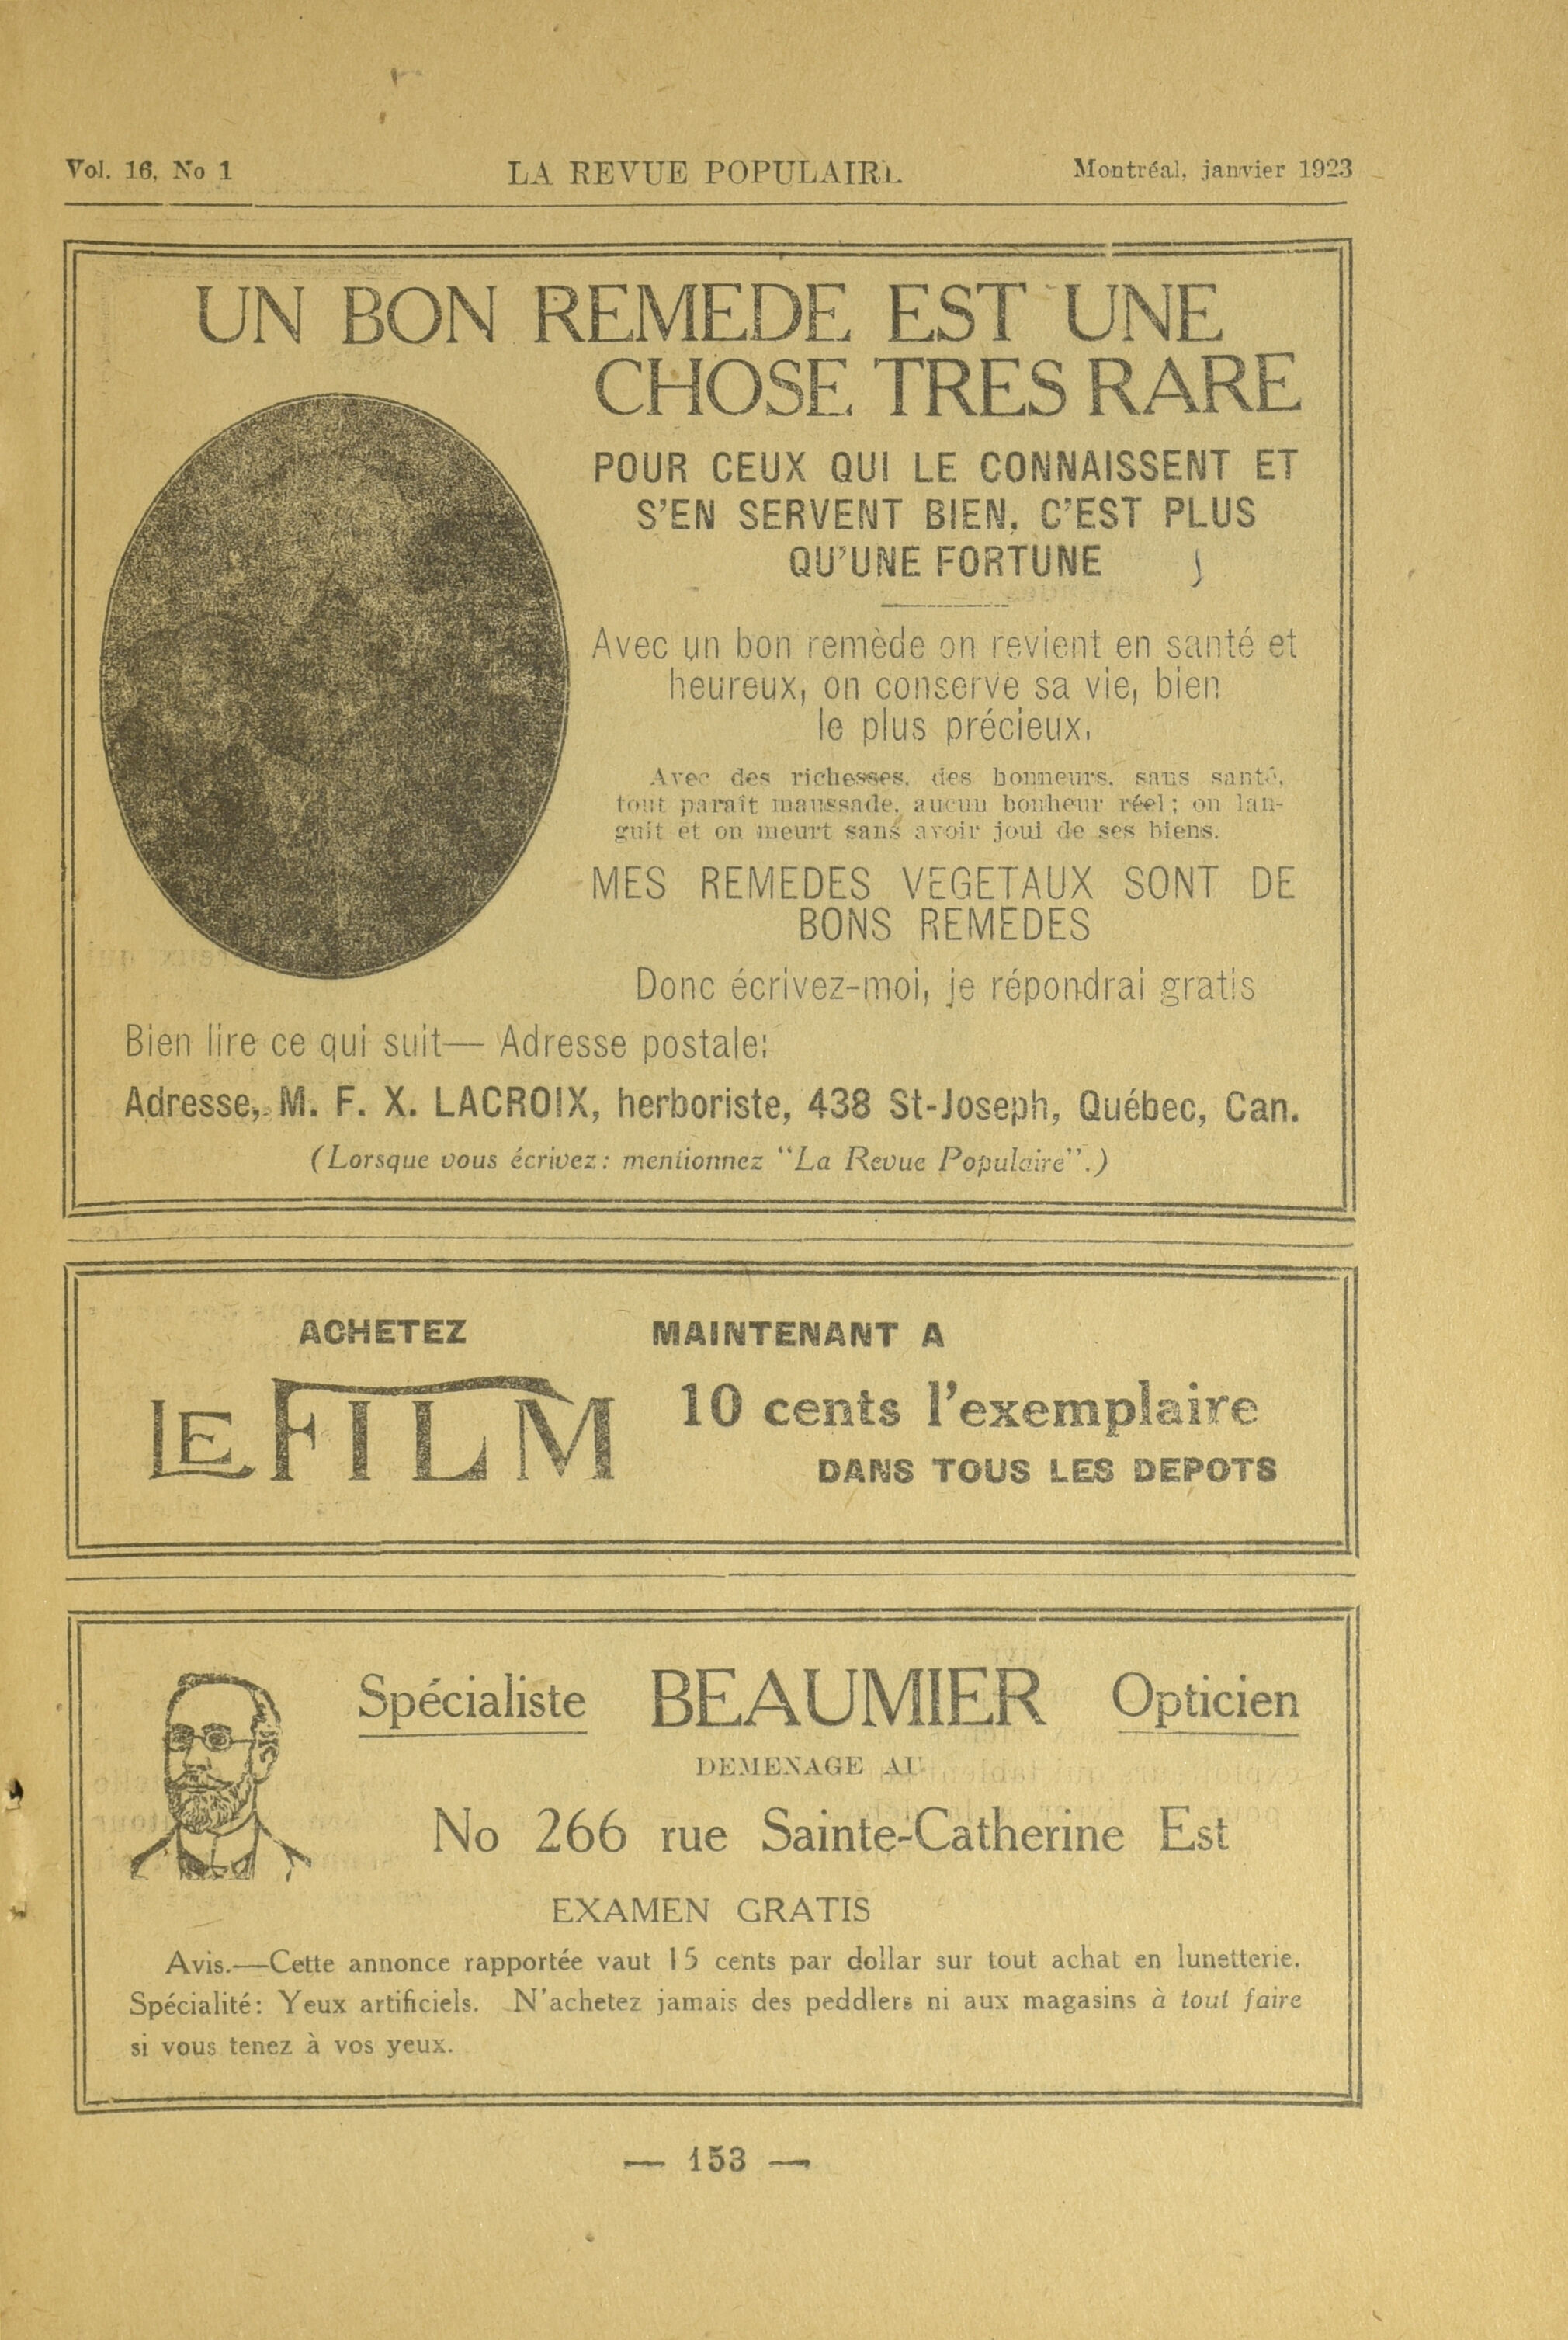 Vol. 16, No 1 LA REVUE POPULAIRE Montréal, janvier 1923
UN BON REMEDE EST UNE
CHOSE TRES RARE
POUR CEUX QUI LE CONNAISSENT ET
S'EN SERVENT BIEN, C'EST PLUS
QU'UNE FORTUNE
Avec un bon remède on revient en santé et
heureux, on conserve sa vie, bien
le plus précieux.
Avec des richesses, des honneurs, sans santé,
tout paraît maussade, aucun bonheur réel; on lan-
guit et on meurt sans avoir joui de ses biens.
MES REMEDES VEGETAUX SONT DE
BONS REMEDES
Donc écrivez-moi, je répondrai gratis
Bien lire ce qui suit— Adresse postale:
Adresse, M. F. X. LACROIX, herboriste, 438 St-Joseph, Québec, Can.
(Lorsque vous écrivez: mentionnez "La Revue Populaire".)
ACHETEZ MAINTENANT A
LE FILM 10 cents l'exemplaire
DANS TOUS LES DEPOTS
Spécialiste BEAUMIER Opticien
DEMENAGE AU
No 266 rue Sainte-Catherine Est
EXAMEN GRATIS
Avis.—Cette annonce rapportée vaut 15 cents par dollar sur tout achat en lunetterie.
Spécialité: Yeux artificiels. N'achetez jamais des peddlers ni aux magasins à tout faire
si vous tenez à vos yeux.
— 153 —